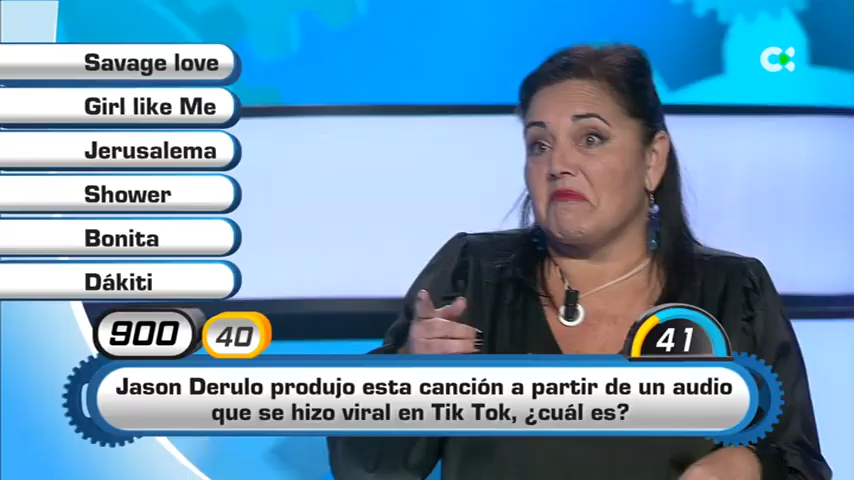 Savage love
Girl like Me
Jerusalema
Shower
Bonita
Dákiti
900
40
41
Jason Derulo produjo esta canción a partir de un audio
que se hizo viral en Tik Tok, ¿cuál es?